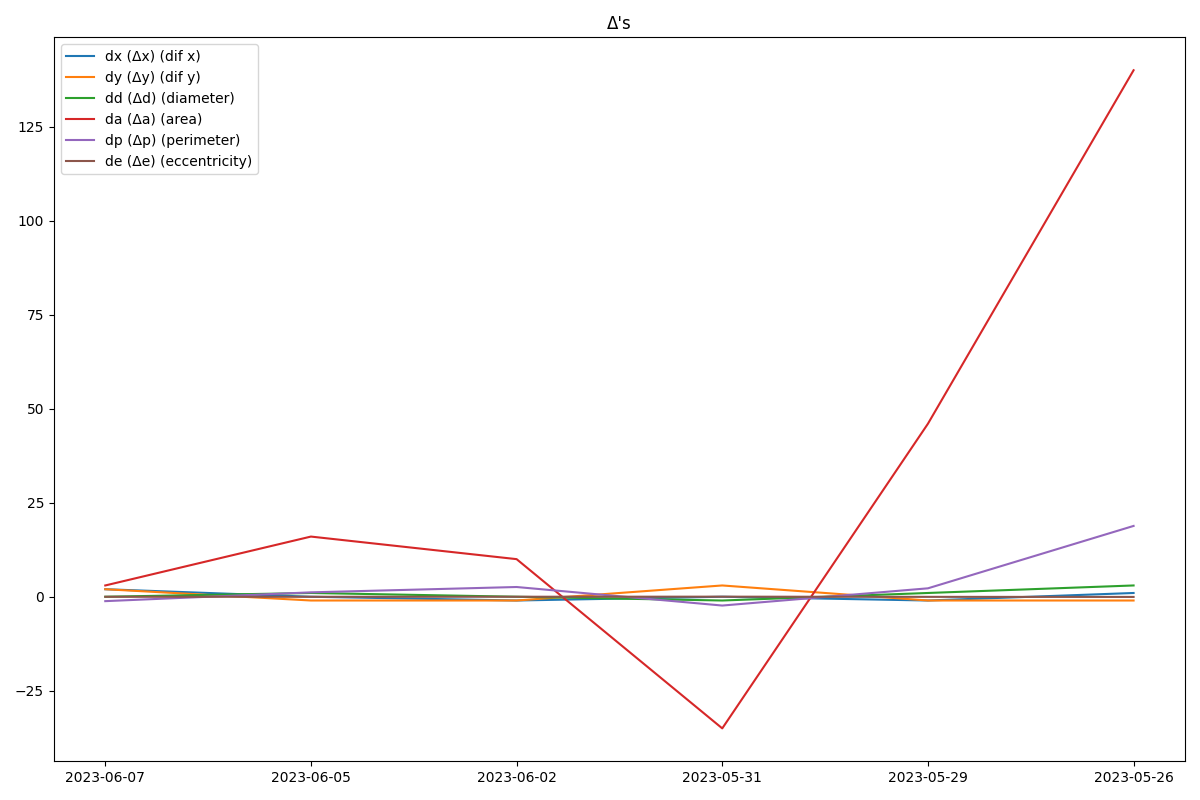 Δ's
dx (Δx) (dif x)
dy (Δy) (dif y)
dd (Δd) (diameter)
da (Δa) (area)
dp (Δp) (perimeter)
de (Δe) (eccentricity)
125
100
75
50
25
0
−25
2023-06-07 2023-06-05 2023-06-02 2023-05-31 2023-05-29 2023-05-26